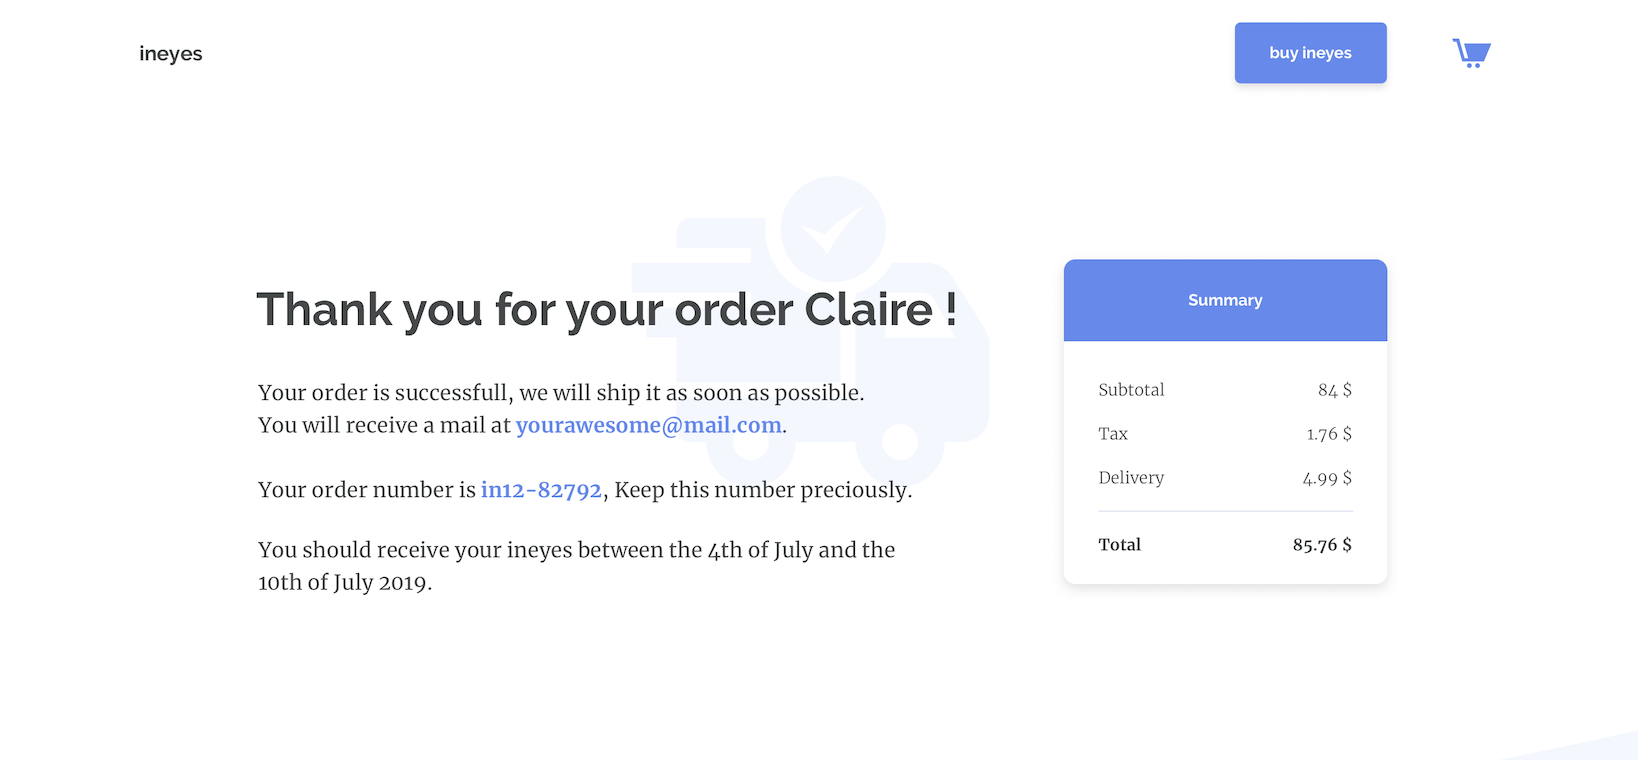 ineyes
buy ineyes
Thank you for your order Claire !
Your order is successfull, we will ship it as soon as possible.
You will receive a mail at yourawesome@mail.com.
Your order number is in12-82792, Keep this number preciously.
You should receive your ineyes between the 4th of July and the
10th of July 2019.
Summary
Subtotal 84 $
Tax 1.76 $
Delivery 4.99 $
Total 85.76 $